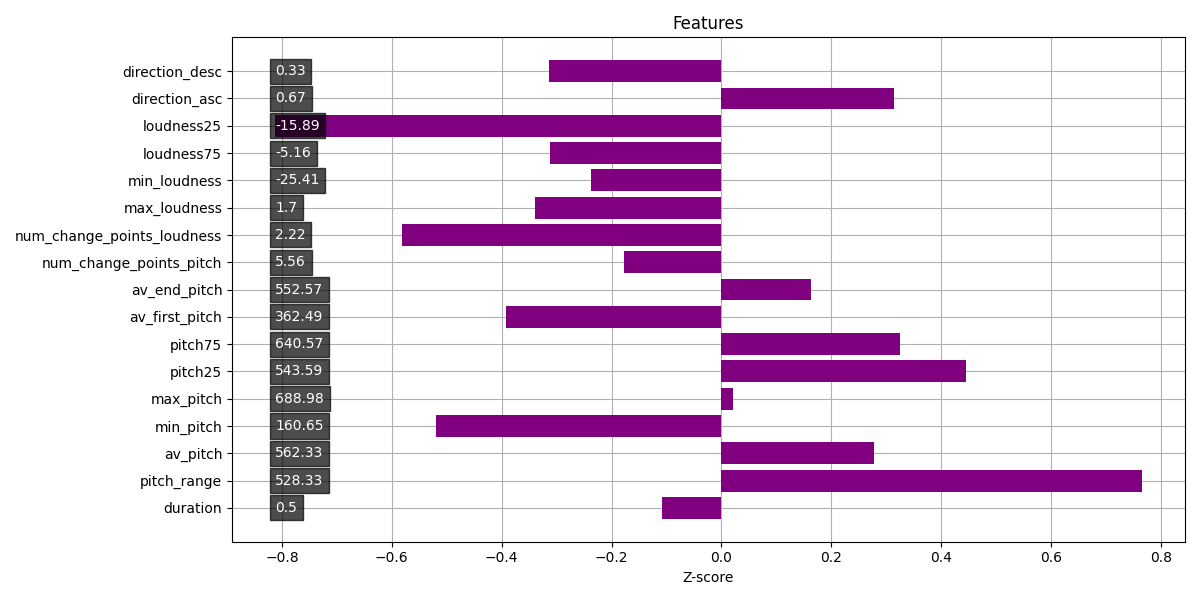 Features
direction_desc 0.33
direction_asc 0.67
loudness25 -15.89
loudness75 -5.16
min_loudness -25.41
max_loudness 1.7
num_change_points_loudness 2.22
num_change_points_pitch 5.56
av_end_pitch 552.57
av_first_pitch 362.49
pitch75 640.57
pitch25 543.59
max_pitch 688.98
min_pitch 160.65
av_pitch 562.33
pitch_range 528.33
duration 0.5
−0.8 −0.6 −0.4 −0.2 0.0 0.2 0.4 0.6 0.8
Z-score